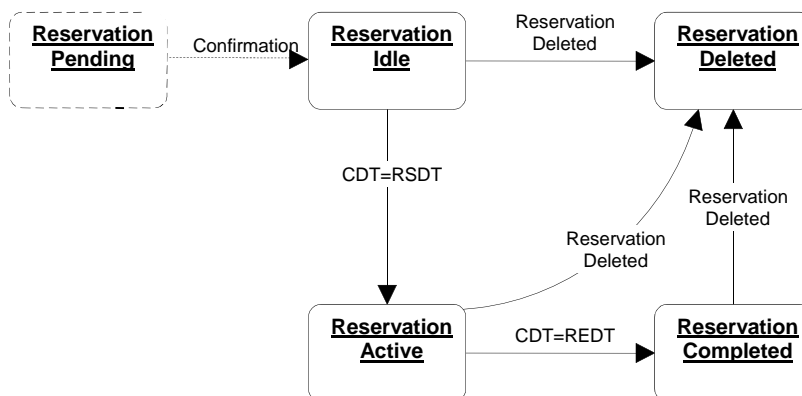 Reservation
Pending
Confirmation
Reservation
Idle
Reservation
Deleted
Reservation
Deleted
CDT=RSDT
Reservation
Deleted
Reservation
Deleted
Reservation
Active
CDT=REDT
Reservation
Completed